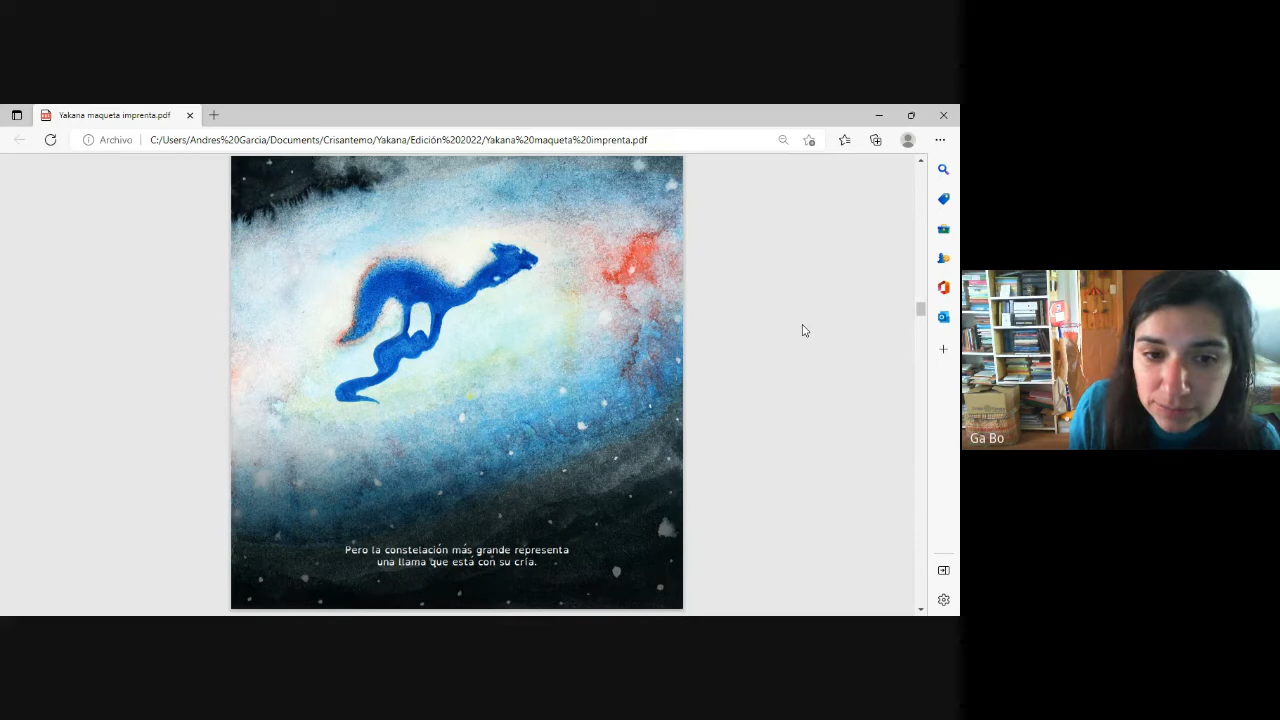 Yakana maqueta imprenta.pdf
Archivo
C:/Users/Andres%20Garcia/Documents/Crisantemo/Yakana/Edición%202022/Yakana%20maqueta%20imprenta.pdf
Pero la constelación más grande representa
una llama que está con su cría.
Ga Bo